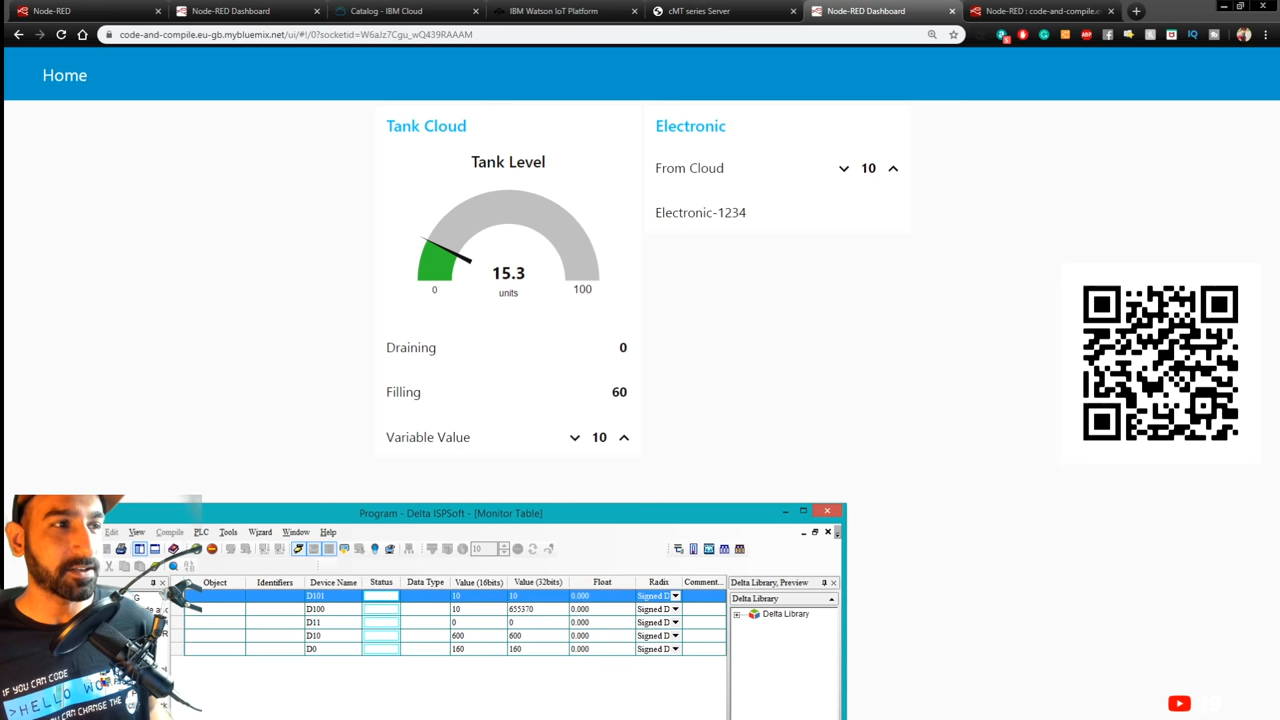 Node-RED
Node-RED Dashboard
Catalog - IBM Cloud
IBM Watson IoT Platform
cMT series Server
Node-RED Dashboard
Node-RED : code-and-compile.e
code-and-compile.eu-gb.mybluemix.net/ui/#!/0?socketid=W6aJz7Cgu_wQ439RAAAM
Home
Tank Cloud
Tank Level
15.3
units
0
100
Draining 0
Filling 60
Variable Value 10
Electronic
From Cloud 10
Electronic-1234
Program - Delta ISPSoft - [Monitor Table]
Edit View Compile PLC Tools Wizard Window Help
10
Object Identifiers Device Name Status Data Type Value (16bits) Value (32bits) Float Radix Comment...
D101 10 10 0.000 Signed D
D100 10 655370 0.000 Signed D
D11 0 0 0.000 Signed D
D10 600 600 0.000 Signed D
D0 160 160 0.000 Signed D
Delta Library, Preview
Delta Library
Delta Library
IF YOU CAN CODE
>HELLO WO
CAN CHANGE THE